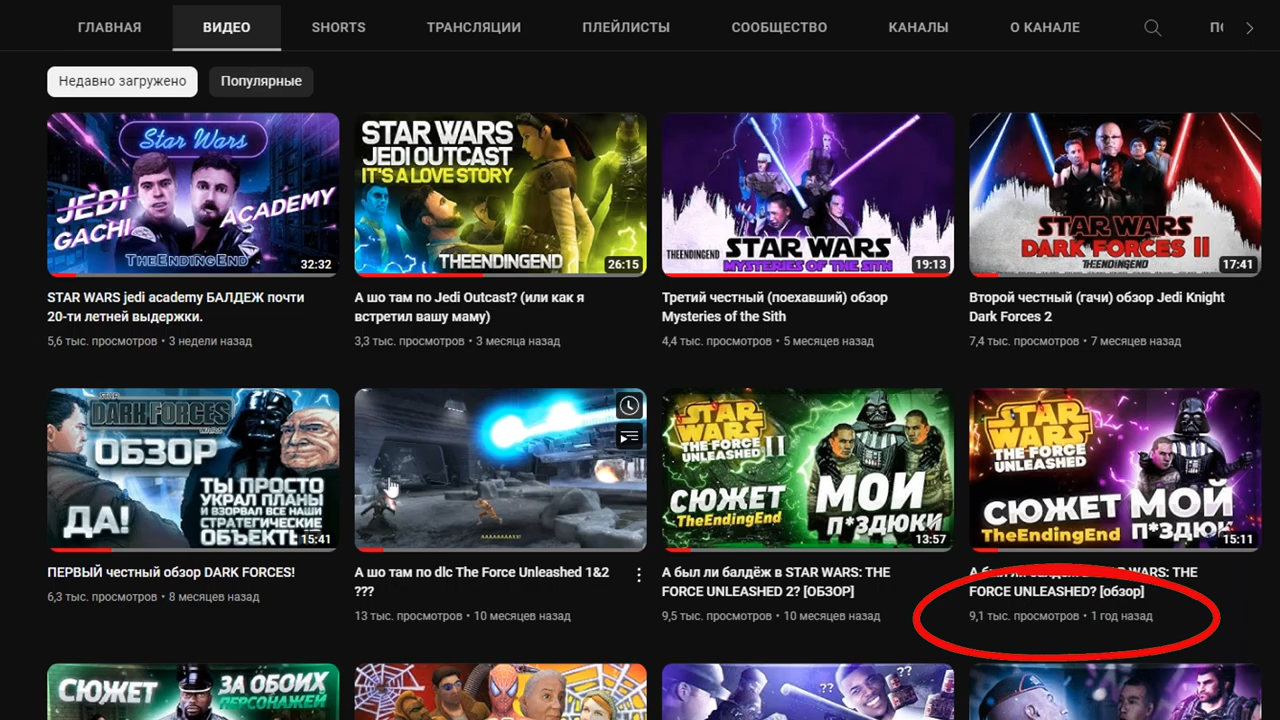 ГЛАВНАЯ ВИДЕО SHORTS ТРАНСЛЯЦИИ ПЛЕЙЛИСТЫ СООБЩЕСТВО КАНАЛЫ О КАНАЛЕ
Недавно загружено Популярные
Star Wars
JEDI
GACHI
ACADEMY
THEENDINGEND
32:32
STAR WARS
JEDI OUTCAST
IT'S A LOVE STORY
THEENDINGEND
26:15
THEENDINGEND
STAR WARS
MYSTERIES OF THE SITH
19:13
STAR WARS
DARK FORCES II
THEENDINGEND
17:41
STAR WARS jedi academy БАЛДЕЖ почти
20-ти летней выдержки.
5,6 тыс. просмотров • 3 недели назад
А шо там по Jedi Outcast? (или как я
встретил вашу маму)
3,3 тыс. просмотров • 3 месяца назад
Третий честный (поехавший) обзор
Mysteries of the Sith
4,4 тыс. просмотров • 5 месяцев назад
Второй честный (гачи) обзор Jedi Knight
Dark Forces 2
7,4 тыс. просмотров • 7 месяцев назад
STAR
DARK FORCES
WARS
ОБЗОР
ДА!
ТЫ ПРОСТО
УКРАЛ ПЛАНЫ
И ВЗОРВАЛ ВСЕ НАШИ
СТРАТЕГИЧЕСКИЕ
ОБЪЕКТЫ
15:41
АААААААААХХ!
STAR
WARS
THE FORCE
UNLEASHED II
СЮЖЕТ
TheEndingEnd
МОИ
П*ЗДЮКИ
13:57
STAR
WARS
THE FORCE
UNLEASHED
СЮЖЕТ
TheEndingEnd
МОЙ
П*ЗДЮК
15:11
ПЕРВЫЙ честный обзор DARK FORCES!
6,3 тыс. просмотров • 8 месяцев назад
А шо там по dlc The Force Unleashed 1&2
???
13 тыс. просмотров • 10 месяцев назад
А был ли балдёж в STAR WARS: THE
FORCE UNLEASHED 2? [ОБЗОР]
9,5 тыс. просмотров • 10 месяцев назад
А был ли балдёж в STAR WARS: THE
FORCE UNLEASHED? [обзор]
9,1 тыс. просмотров • 1 год назад
СЮЖЕТ
ЗА ОБОИХ
ПЕРСОНАЖЕЙ
??
??